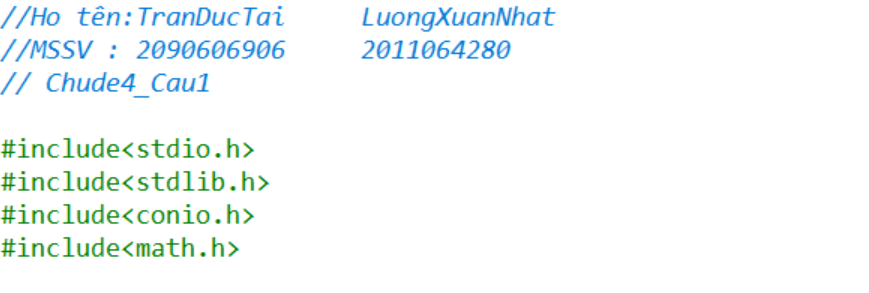 //Ho tên:TranDucTai     LuongXuanNhat
//MSSV : 2090606906     2011064280
// Chude4_Cau1
#include<stdio.h>
#include<stdlib.h>
#include<conio.h>
#include<math.h>